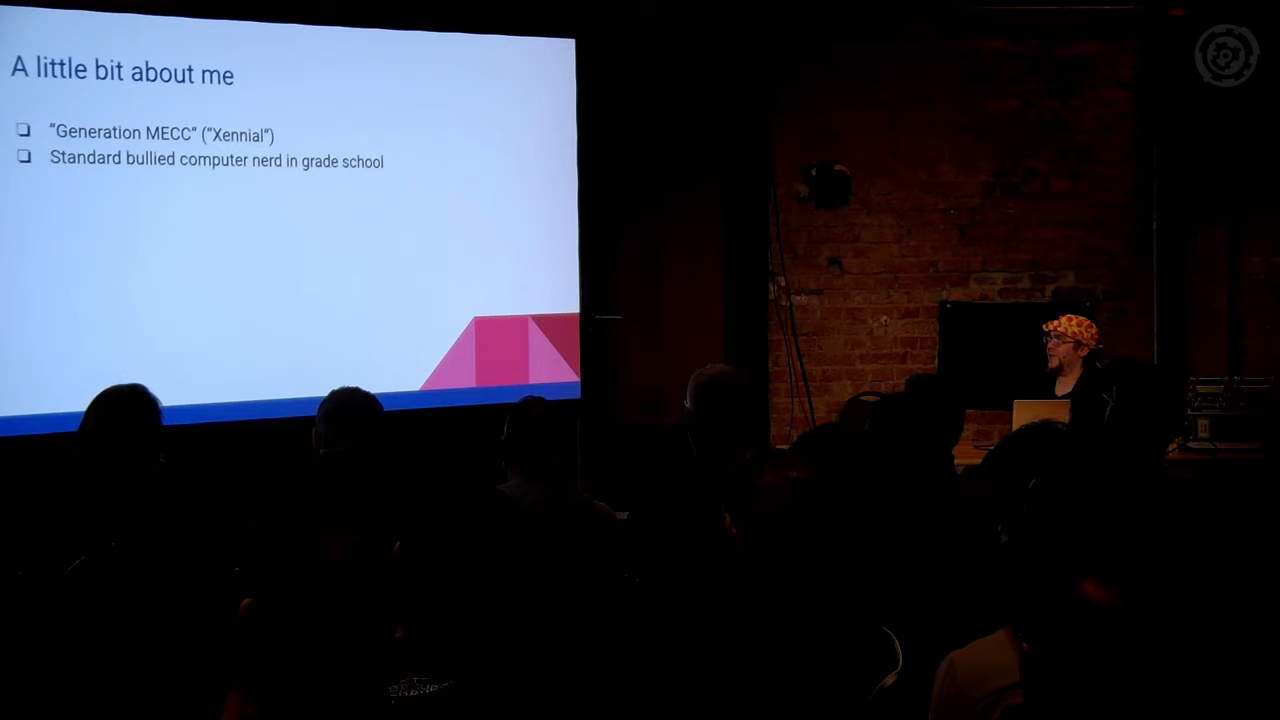 A little bit about me
❏ "Generation MECC" ("Xennial")
❏ Standard bullied computer nerd in grade school